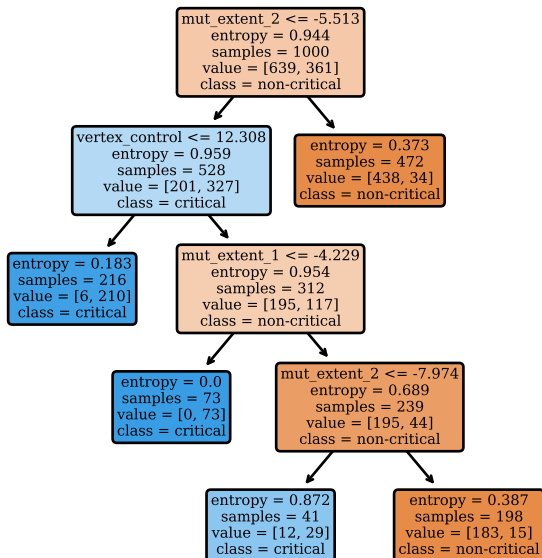 mut_extent_2 <= -5.513
entropy = 0.944
samples = 1000
value = [639, 361]
class = non-critical
vertex_control <= 12.308
entropy = 0.959
samples = 528
value = [201, 327]
class = critical
entropy = 0.373
samples = 472
value = [438, 34]
class = non-critical
entropy = 0.183
samples = 216
value = [6, 210]
class = critical
mut_extent_1 <= -4.229
entropy = 0.954
samples = 312
value = [195, 117]
class = non-critical
entropy = 0.0
samples = 73
value = [0, 73]
class = critical
mut_extent_2 <= -7.974
entropy = 0.689
samples = 239
value = [195, 44]
class = non-critical
entropy = 0.872
samples = 41
value = [12, 29]
class = critical
entropy = 0.387
samples = 198
value = [183, 15]
class = non-critical